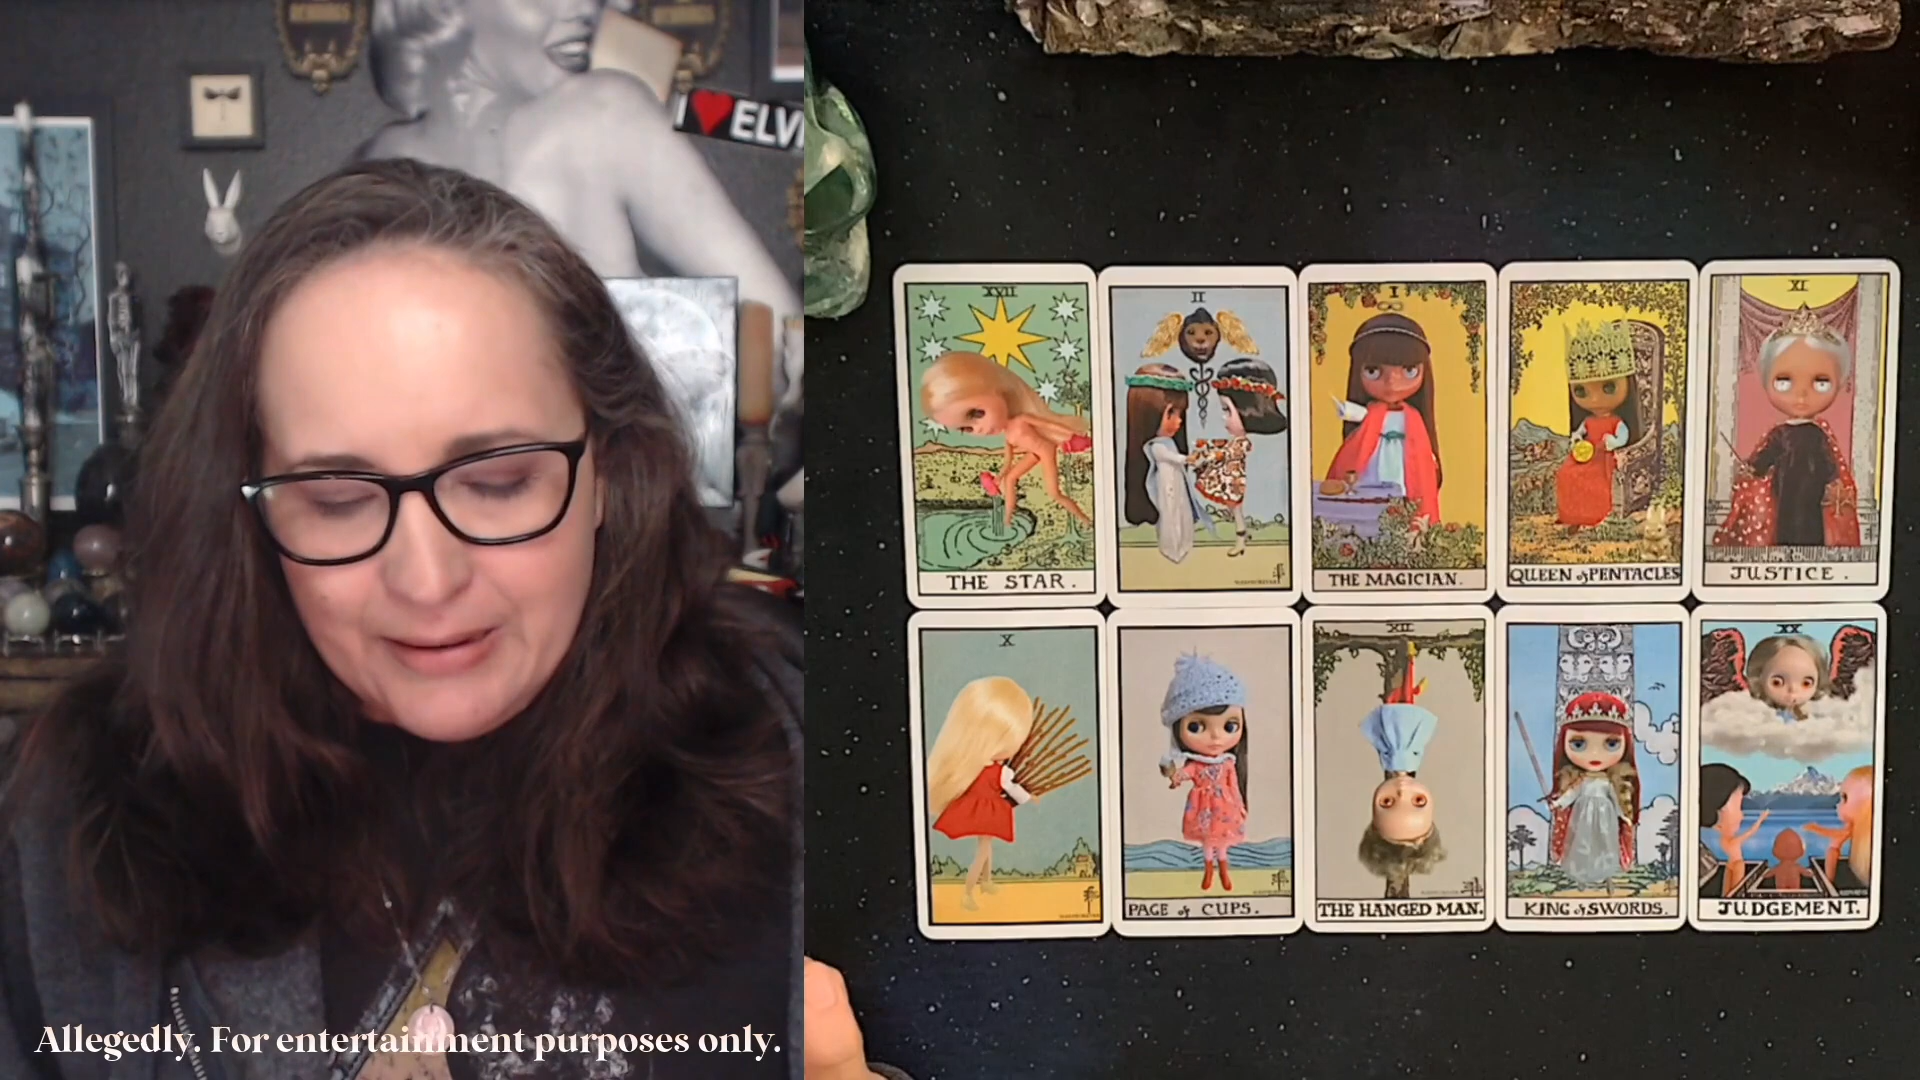 I ❤ ELVI
XVII
THE STAR.
II
I
THE MAGICIAN.
QUEEN of PENTACLES
XI
JUSTICE.
X
PAGE of CUPS.
XII
THE HANGED MAN.
KING of SWORDS.
XX
JUDGEMENT.
Allegedly. For entertainment purposes only.